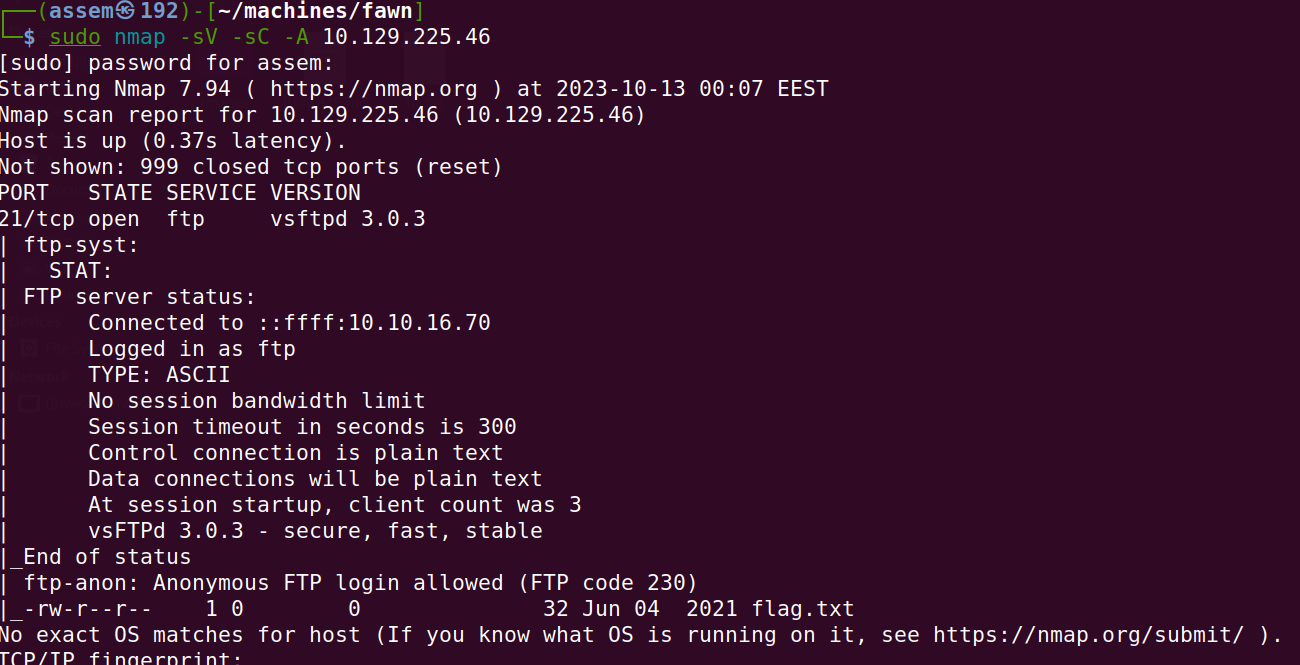 ┌──(assem㉿192)-[~/machines/fawn]
└─$ sudo nmap -sV -sC -A 10.129.225.46
[sudo] password for assem:
Starting Nmap 7.94 ( https://nmap.org ) at 2023-10-13 00:07 EEST
Nmap scan report for 10.129.225.46 (10.129.225.46)
Host is up (0.37s latency).
Not shown: 999 closed tcp ports (reset)
PORT   STATE SERVICE VERSION
21/tcp open  ftp     vsftpd 3.0.3
| ftp-syst:
|   STAT:
| FTP server status:
|      Connected to ::ffff:10.10.16.70
|      Logged in as ftp
|      TYPE: ASCII
|      No session bandwidth limit
|      Session timeout in seconds is 300
|      Control connection is plain text
|      Data connections will be plain text
|      At session startup, client count was 3
|      vsFTPd 3.0.3 - secure, fast, stable
|_End of status
| ftp-anon: Anonymous FTP login allowed (FTP code 230)
|_-rw-r--r--    1 0        0              32 Jun 04  2021 flag.txt
No exact OS matches for host (If you know what OS is running on it, see https://nmap.org/submit/ ).
TCP/IP fingerprint: